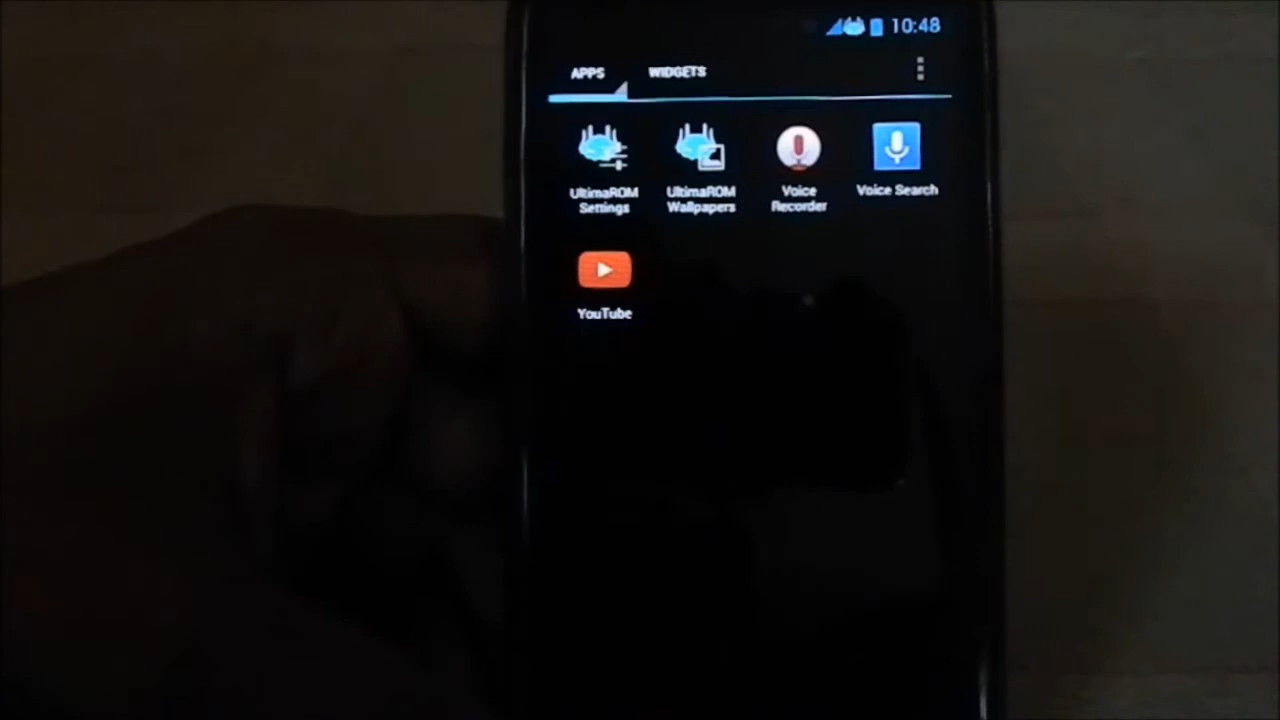 10:48
APPS WIDGETS
UltimaROM
Settings
UltimaROM
Wallpapers
Voice
Recorder
Voice Search
YouTube